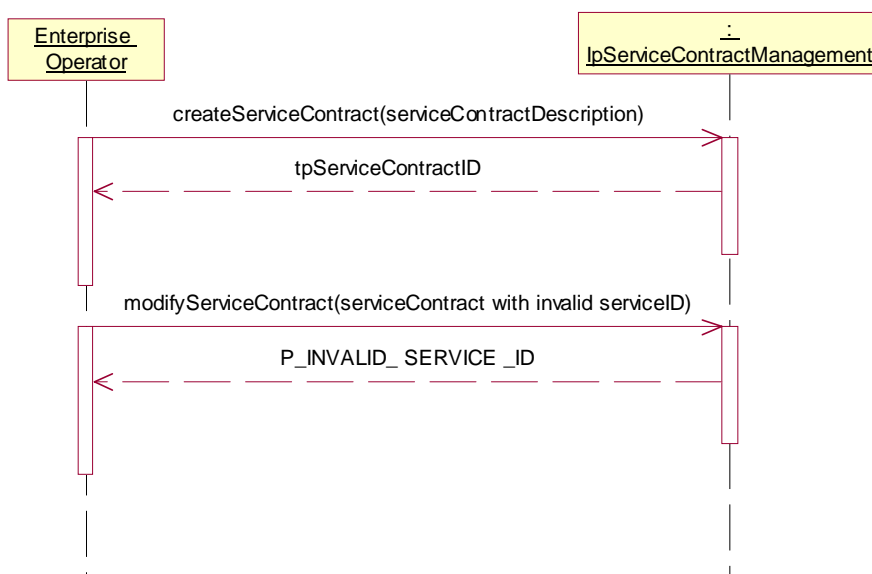 Enterprise
Operator
:
IpServiceContractManagement
createServiceContract(serviceContractDescription)
tpServiceContractID
modifyServiceContract(serviceContract with invalid serviceID)
P_INVALID_ SERVICE _ID